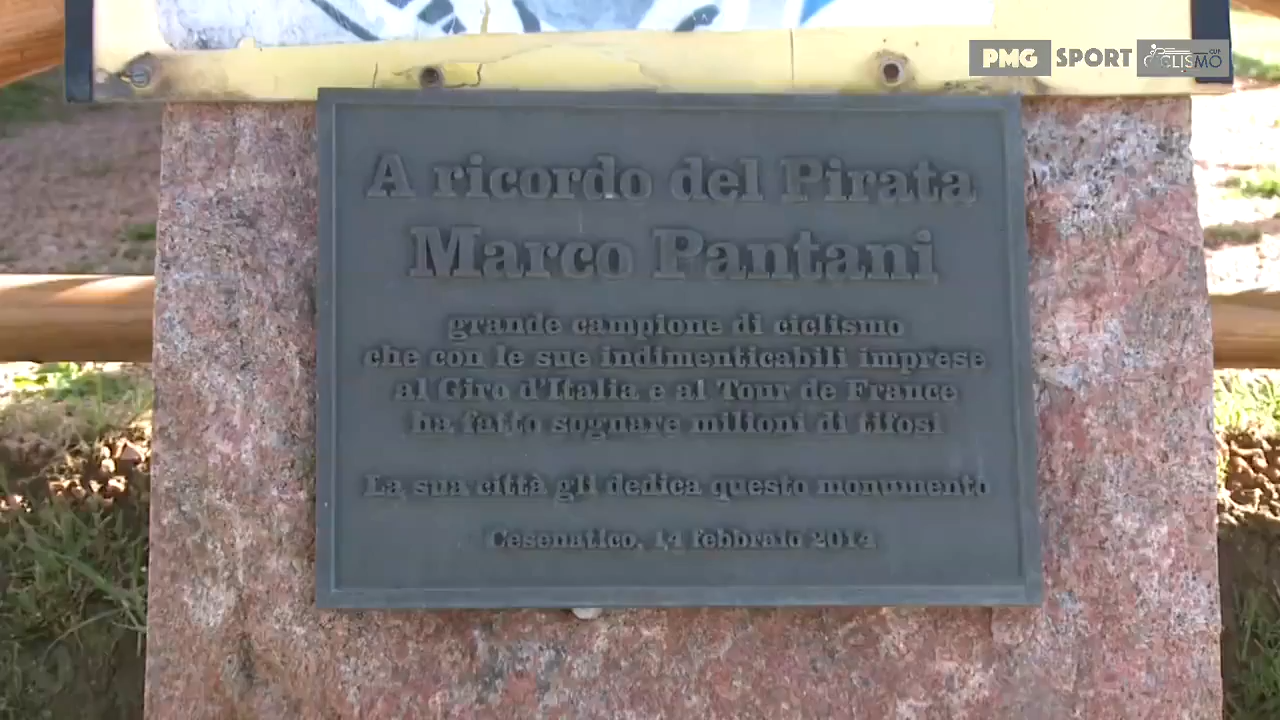 PMG SPORT CICLISMO CUP
A ricordo del Pirata
Marco Pantani
grande campione di ciclismo
che con le sue indimenticabili imprese
al Giro d'Italia e al Tour de France
ha fatto sognare milioni di tifosi
La sua città gli dedica questo monumento
Cesenatico, 14 febbraio 2014